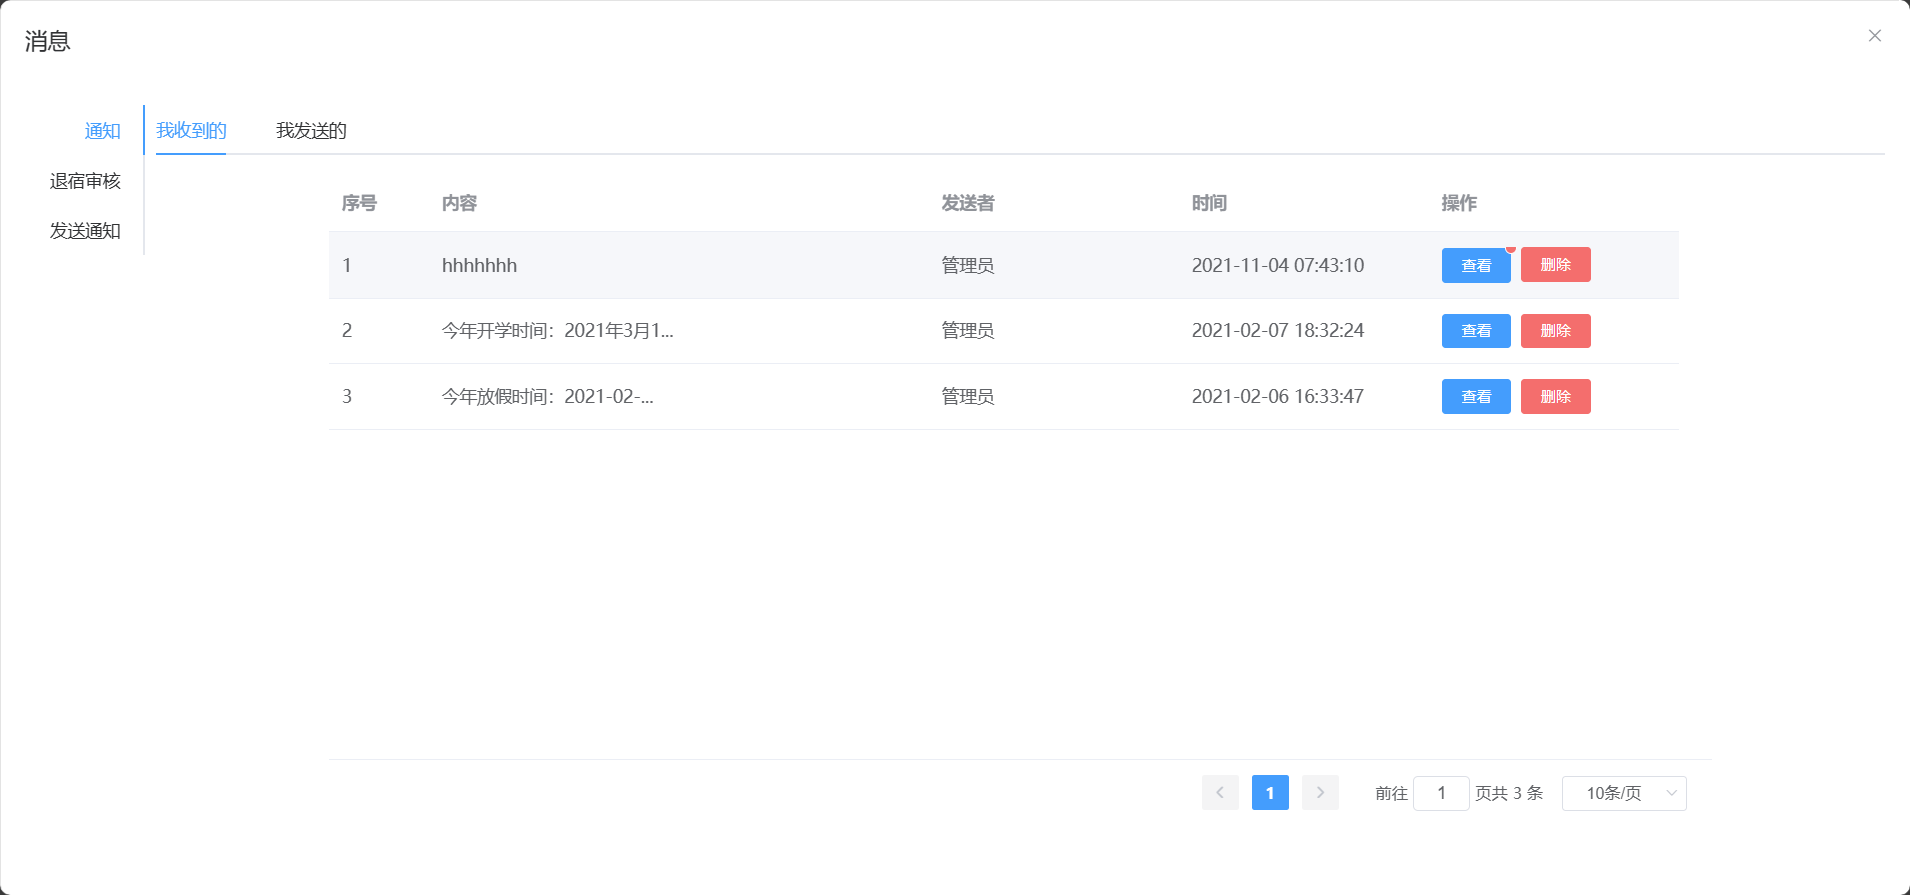 消息
通知
退宿审核
发送通知
我收到的 我发送的
序号 内容 发送者 时间 操作
1 hhhhhhh 管理员 2021-11-04 07:43:10 查看 删除
2 今年开学时间：2021年3月1... 管理员 2021-02-07 18:32:24 查看 删除
3 今年放假时间：2021-02-... 管理员 2021-02-06 16:33:47 查看 删除
1 前往 1 页共 3 条 10条/页